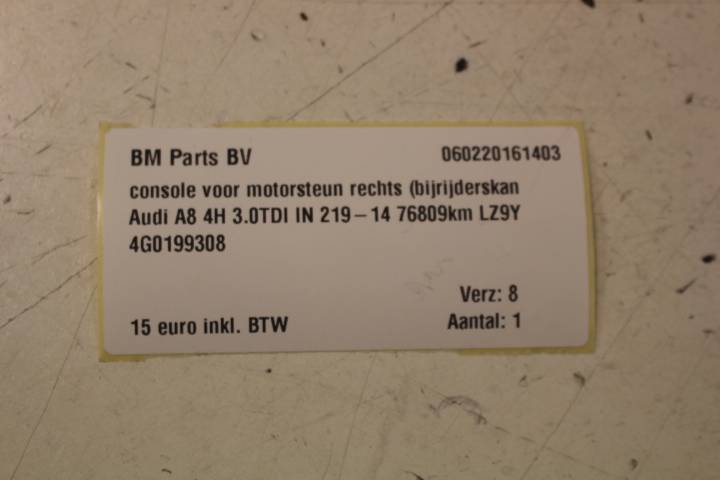 BM Parts BV 060220161403
console voor motorsteun rechts (bijrijderskan
Audi A8 4H 3.0TDI IN 219-14 76809km LZ9Y
4G0199308
Verz: 8
15 euro inkl. BTW Aantal: 1